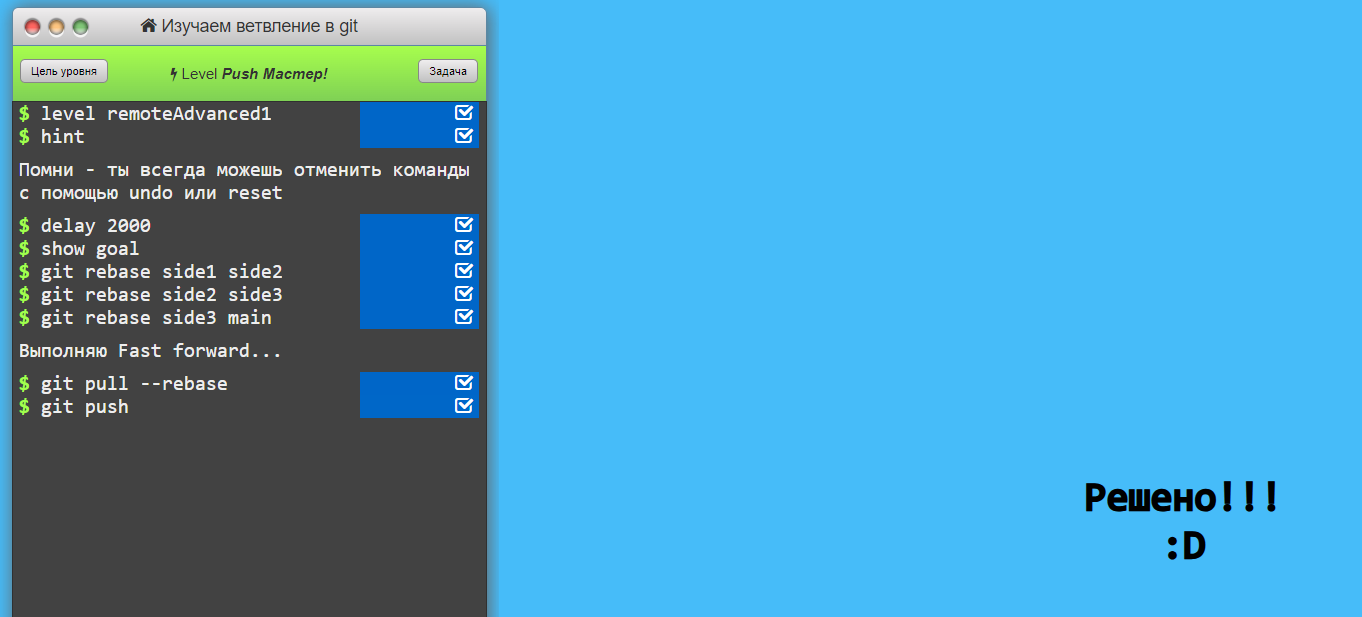 Изучаем ветвление в git
Цель уровня
Level Push Мастер!
Задача
$ level remoteAdvanced1
$ hint
Помни - ты всегда можешь отменить команды
с помощью undo или reset
$ delay 2000
$ show goal
$ git rebase side1 side2
$ git rebase side2 side3
$ git rebase side3 main
Выполняю Fast forward...
$ git pull --rebase
$ git push
Решено!!!
:D